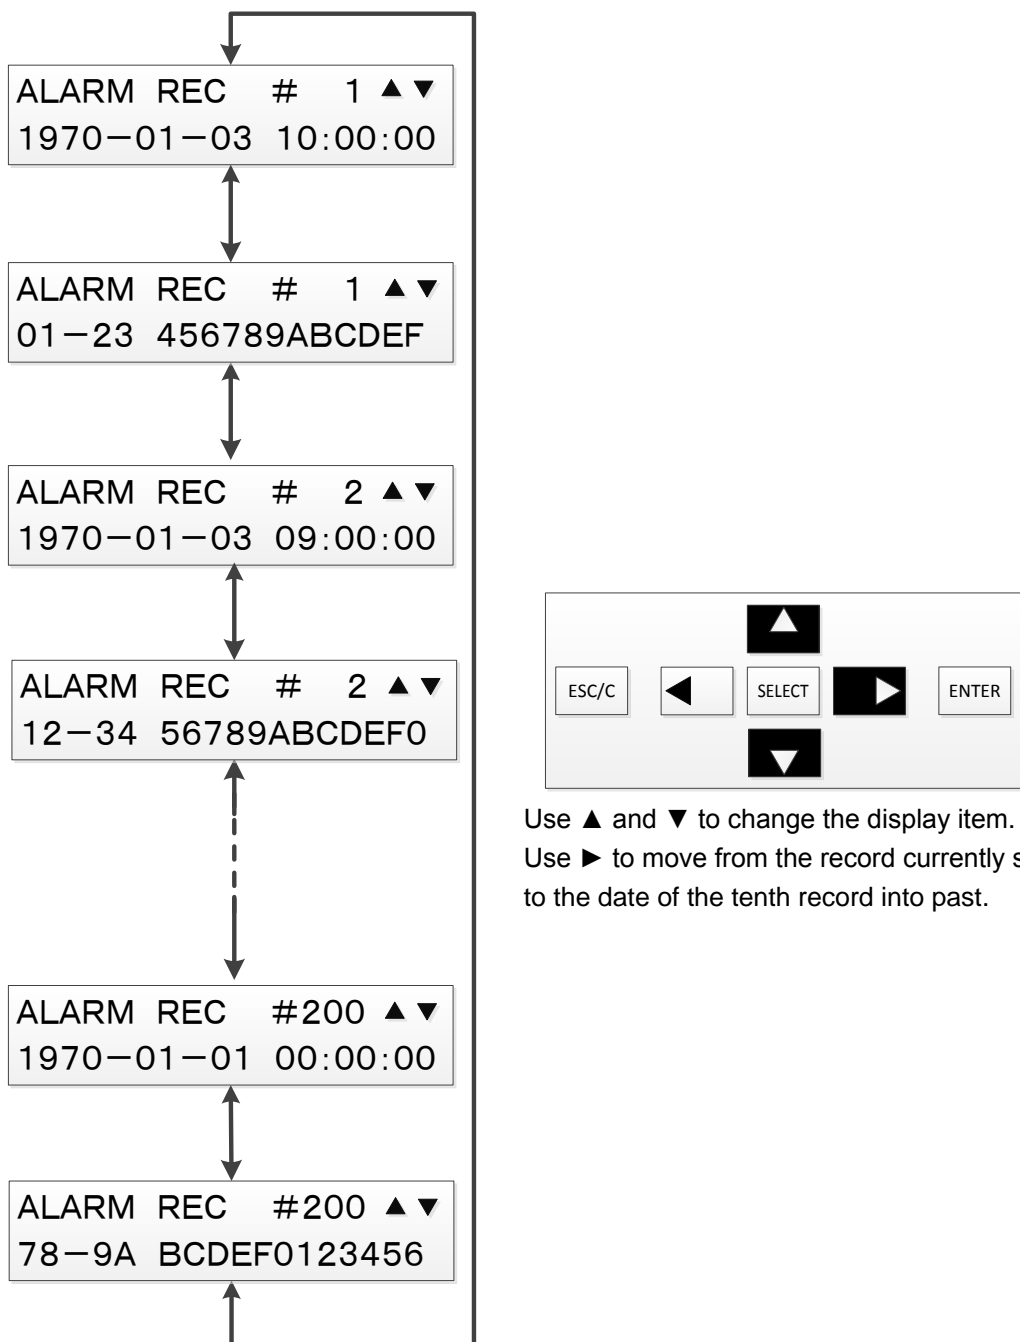 ALARM REC # 1 ▲ ▼
1970-01-03 10:00:00
ALARM REC # 1 ▲ ▼
01-23 456789ABCDEF
ALARM REC # 2 ▲ ▼
1970-01-03 09:00:00
ALARM REC # 2 ▲ ▼
12-34 56789ABCDEF0
ALARM REC #200 ▲ ▼
1970-01-01 00:00:00
ALARM REC #200 ▲ ▼
78-9A BCDEF0123456
ESC/C ◀ SELECT ▶ ENTER
Use ▲ and ▼ to change the display item.
Use ► to move from the record currently
to the date of the tenth record into past.